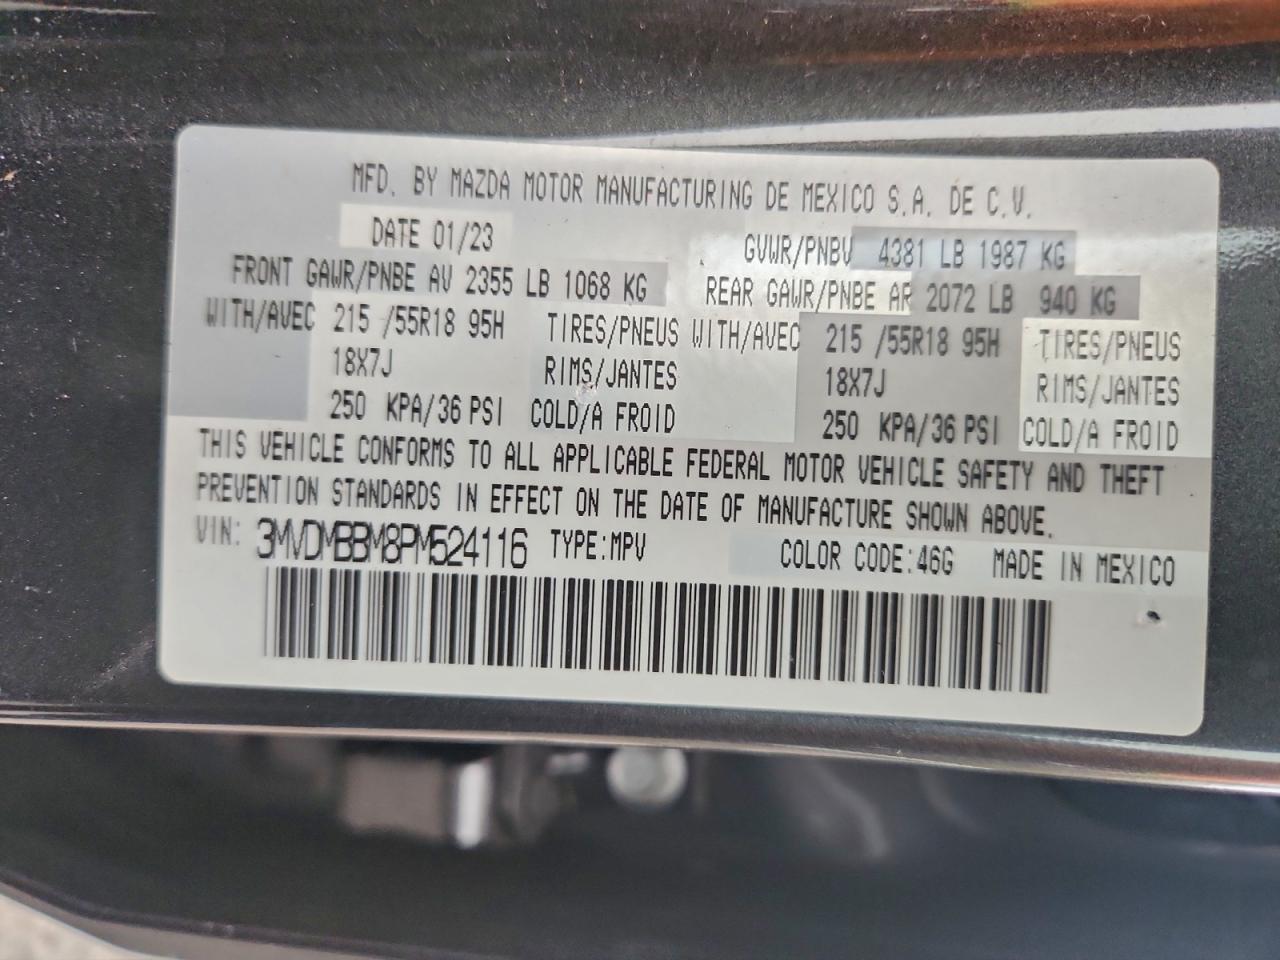 MFD. BY MAZDA MOTOR MANUFACTURING DE MEXICO S.A. DE C.V.
DATE 01/23 GVWR/PNBV 4381 LB 1987 KG
FRONT GAWR/PNBE AV 2355 LB 1068 KG REAR GAWR/PNBE AR 2072 LB 940 KG
WITH/AVEC 215 /55R18 95H TIRES/PNEUS WITH/AVEC 215 /55R18 95H TIRES/PNEUS
18X7J RIMS/JANTES 18X7J RIMS/JANTES
250 KPA/36 PSI COLD/A FROID 250 KPA/36 PSI COLD/A FROID
THIS VEHICLE CONFORMS TO ALL APPLICABLE FEDERAL MOTOR VEHICLE SAFETY AND THEFT
PREVENTION STANDARDS IN EFFECT ON THE DATE OF MANUFACTURE SHOWN ABOVE.
VIN: 3MVDMBBM8PM524116 TYPE:MPV COLOR CODE:46G MADE IN MEXICO